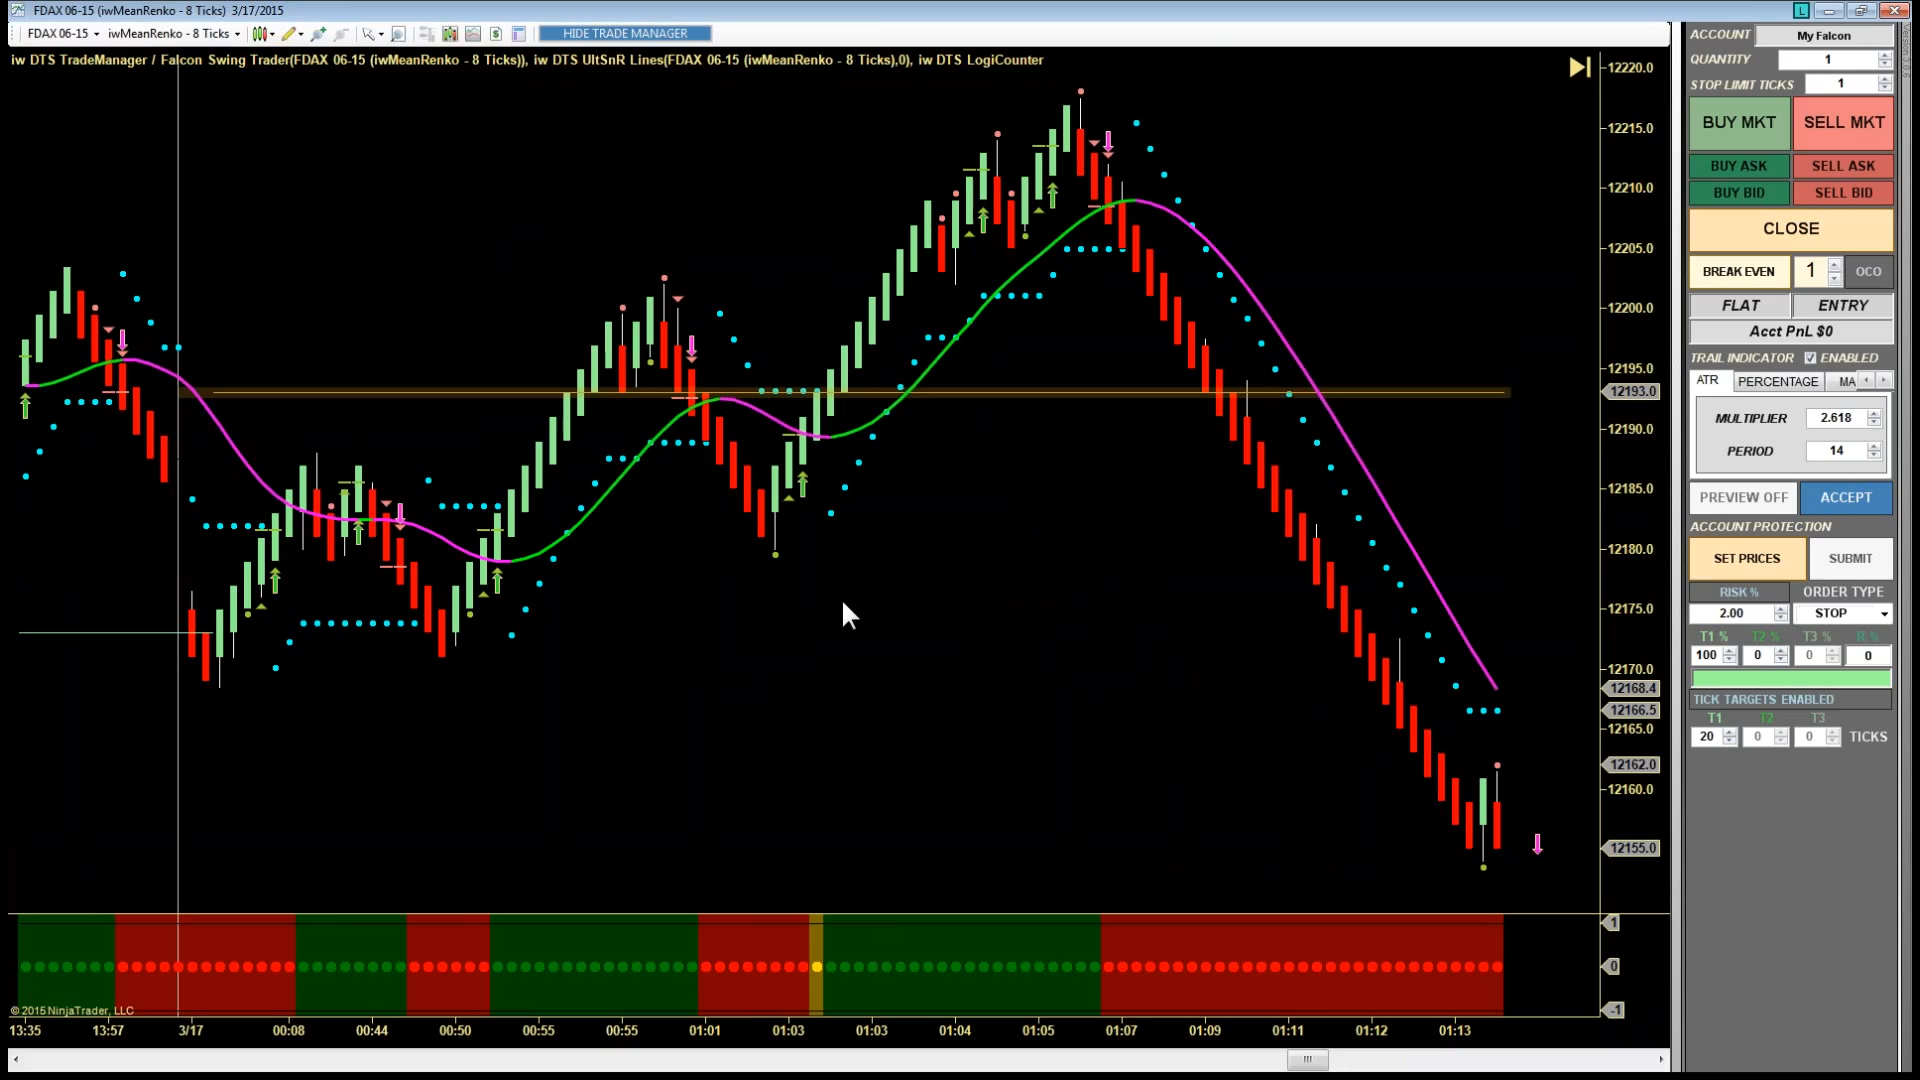 FDAX 06-15 (iwMeanRenko - 8 Ticks) 3/17/2015
L
FDAX 06-15 iwMeanRenko - 8 Ticks
HIDE TRADE MANAGER
iw DTS TradeManager / Falcon Swing Trader(FDAX 06-15 (iwMeanRenko - 8 Ticks)), iw DTS UltSnR Lines(FDAX 06-15 (iwMeanRenko - 8 Ticks),0), iw DTS LogiCounter
12220.0
12215.0
12210.0
12205.0
12200.0
12195.0
12193.0
12190.0
12185.0
12180.0
12175.0
12170.0
12168.4
12166.5
12165.0
12162.0
12160.0
12155.0
1
0
-1
© 2015 NinjaTrader, LLC
13:35 13:57 3/17 00:08 00:44 00:50 00:55 00:55 01:01 01:03 01:03 01:04 01:05 01:07 01:09 01:11 01:12 01:13
ACCOUNT My Falcon
QUANTITY 1
STOP LIMIT TICKS 1
BUY MKT SELL MKT
BUY ASK SELL ASK
BUY BID SELL BID
CLOSE
BREAK EVEN 1 OCO
FLAT ENTRY
Acct PnL $0
TRAIL INDICATOR ENABLED
ATR PERCENTAGE MA
MULTIPLIER 2.618
PERIOD 14
PREVIEW OFF ACCEPT
ACCOUNT PROTECTION
SET PRICES SUBMIT
RISK % ORDER TYPE
2.00 STOP
T1 % T2 % T3 % R %
100 0 0 0
TICK TARGETS ENABLED
T1 T2 T3
20 0 0 TICKS